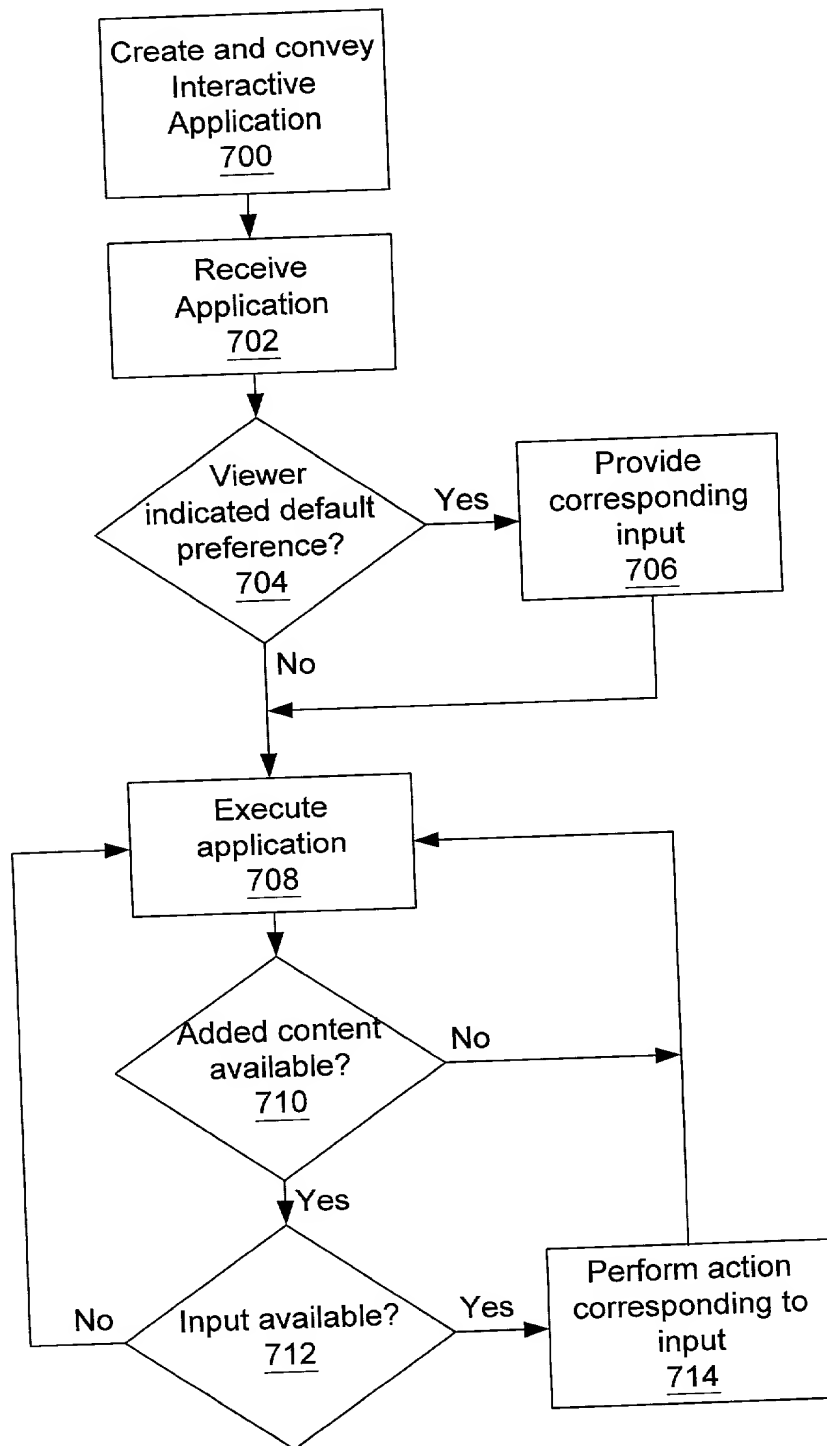 Create and convey
Interactive
Application
700
Receive
Application
702
Viewer
indicated default
preference?
704
Yes
Provide
corresponding
input
706
No
Execute
application
708
Added content
available?
710
No
Yes
Input available?
712
No
Yes
Perform action
corresponding to
input
714